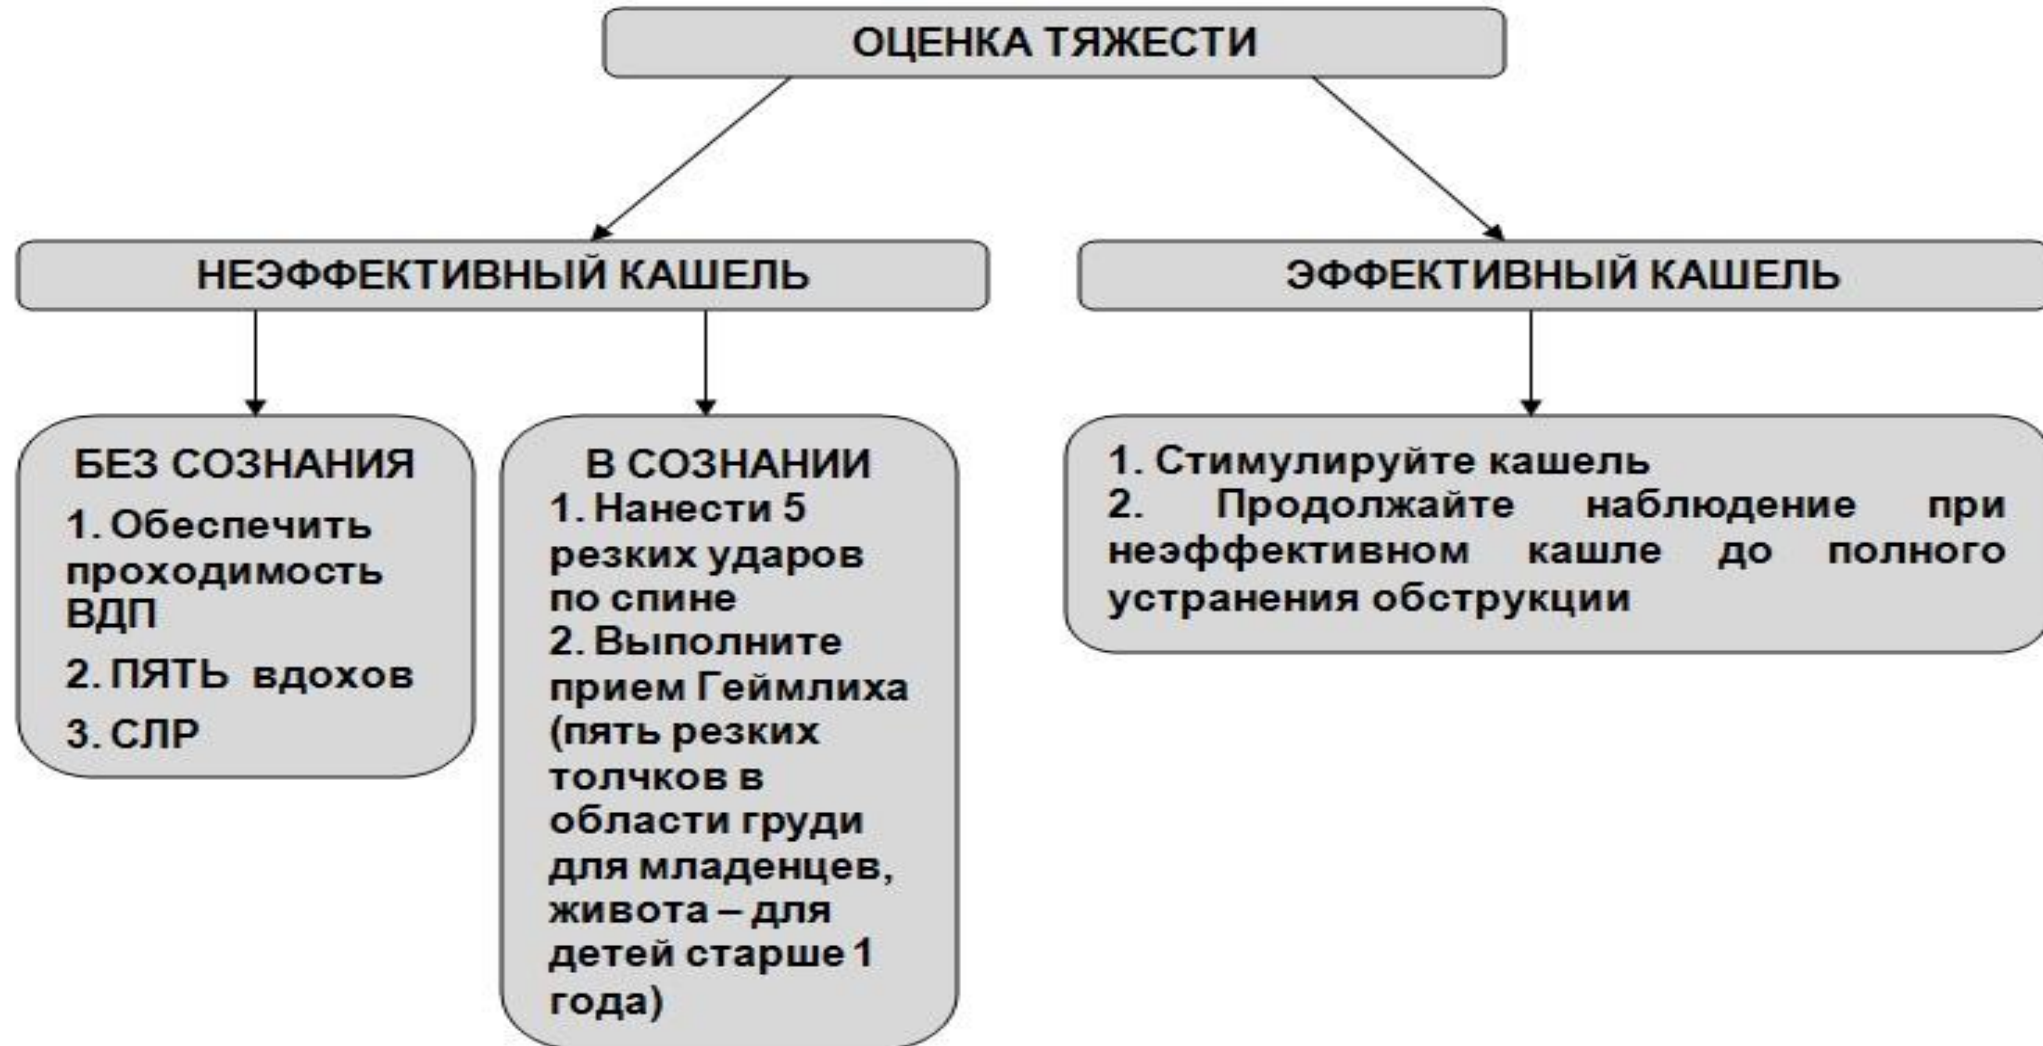 ОЦЕНКА ТЯЖЕСТИ
НЕЭФФЕКТИВНЫЙ КАШЕЛЬ
ЭФФЕКТИВНЫЙ КАШЕЛЬ
БЕЗ СОЗНАНИЯ
1. Обеспечить
проходимость
ВДП
2. ПЯТЬ вдохов
3. СЛР
В СОЗНАНИИ
1. Нанести 5
резких ударов
по спине
2. Выполните
прием Геймлиха
(пять резких
толчков в
области груди
для младенцев,
живота – для
детей старше 1
года)
1. Стимулируйте кашель
2. Продолжайте наблюдение при
неэффективном кашле до полного
устранения обструкции